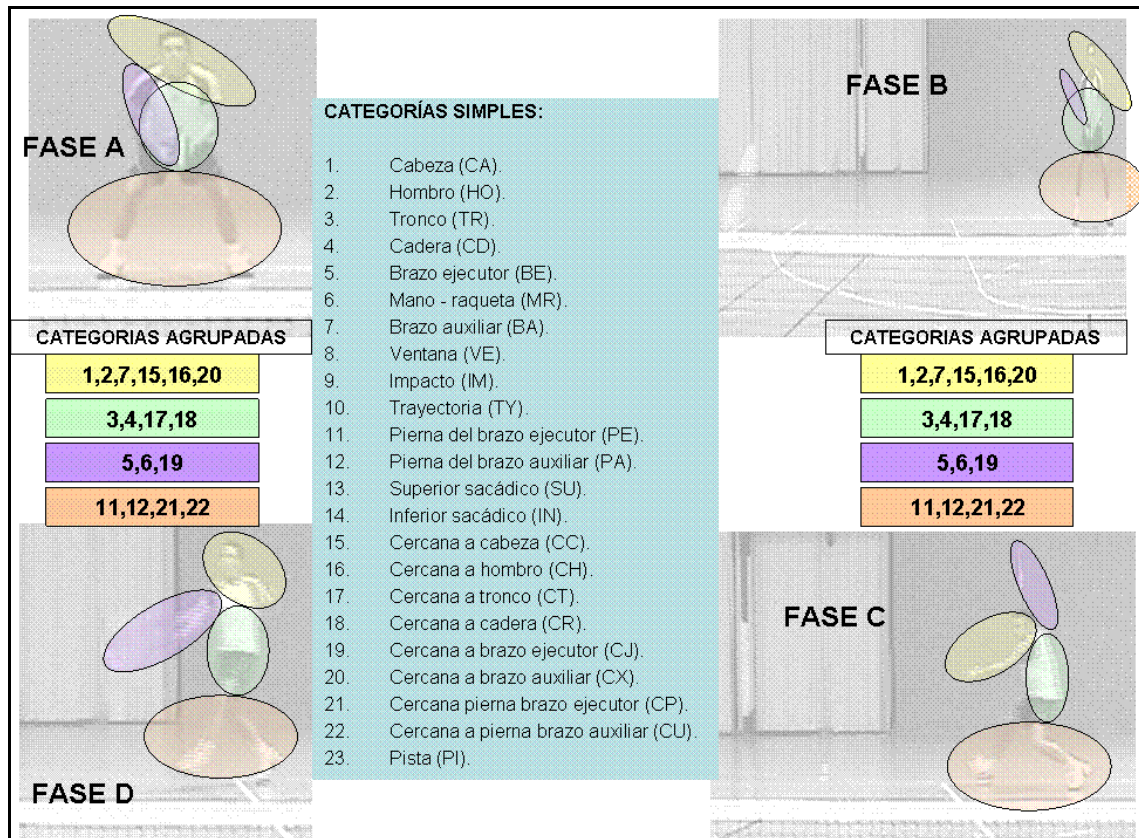 FASE A
FASE B
CATEGORÍAS SIMPLES:
1. Cabeza (CA).
2. Hombro (HO).
3. Tronco (TR).
4. Cadera (CD).
5. Brazo ejecutor (BE).
6. Mano - raqueta (MR).
7. Brazo auxiliar (BA).
8. Ventana (VE).
9. Impacto (IM).
10. Trayectoria (TY).
11. Pierna del brazo ejecutor (PE).
12. Pierna del brazo auxiliar (PA).
13. Superior sacádico (SU).
14. Inferior sacádico (IN).
15. Cercana a cabeza (CC).
16. Cercana a hombro (CH).
17. Cercana a tronco (CT).
18. Cercana a cadera (CR).
19. Cercana a brazo ejecutor (CJ).
20. Cercana a brazo auxiliar (CX).
21. Cercana pierna brazo ejecutor (CP).
22. Cercana a pierna brazo auxiliar (CU).
23. Pista (PI).
CATEGORIAS AGRUPADAS
1,2,7,15,16,20
3,4,17,18
5,6,19
11,12,21,22
CATEGORIAS AGRUPADAS
1,2,7,15,16,20
3,4,17,18
5,6,19
11,12,21,22
FASE D
FASE C